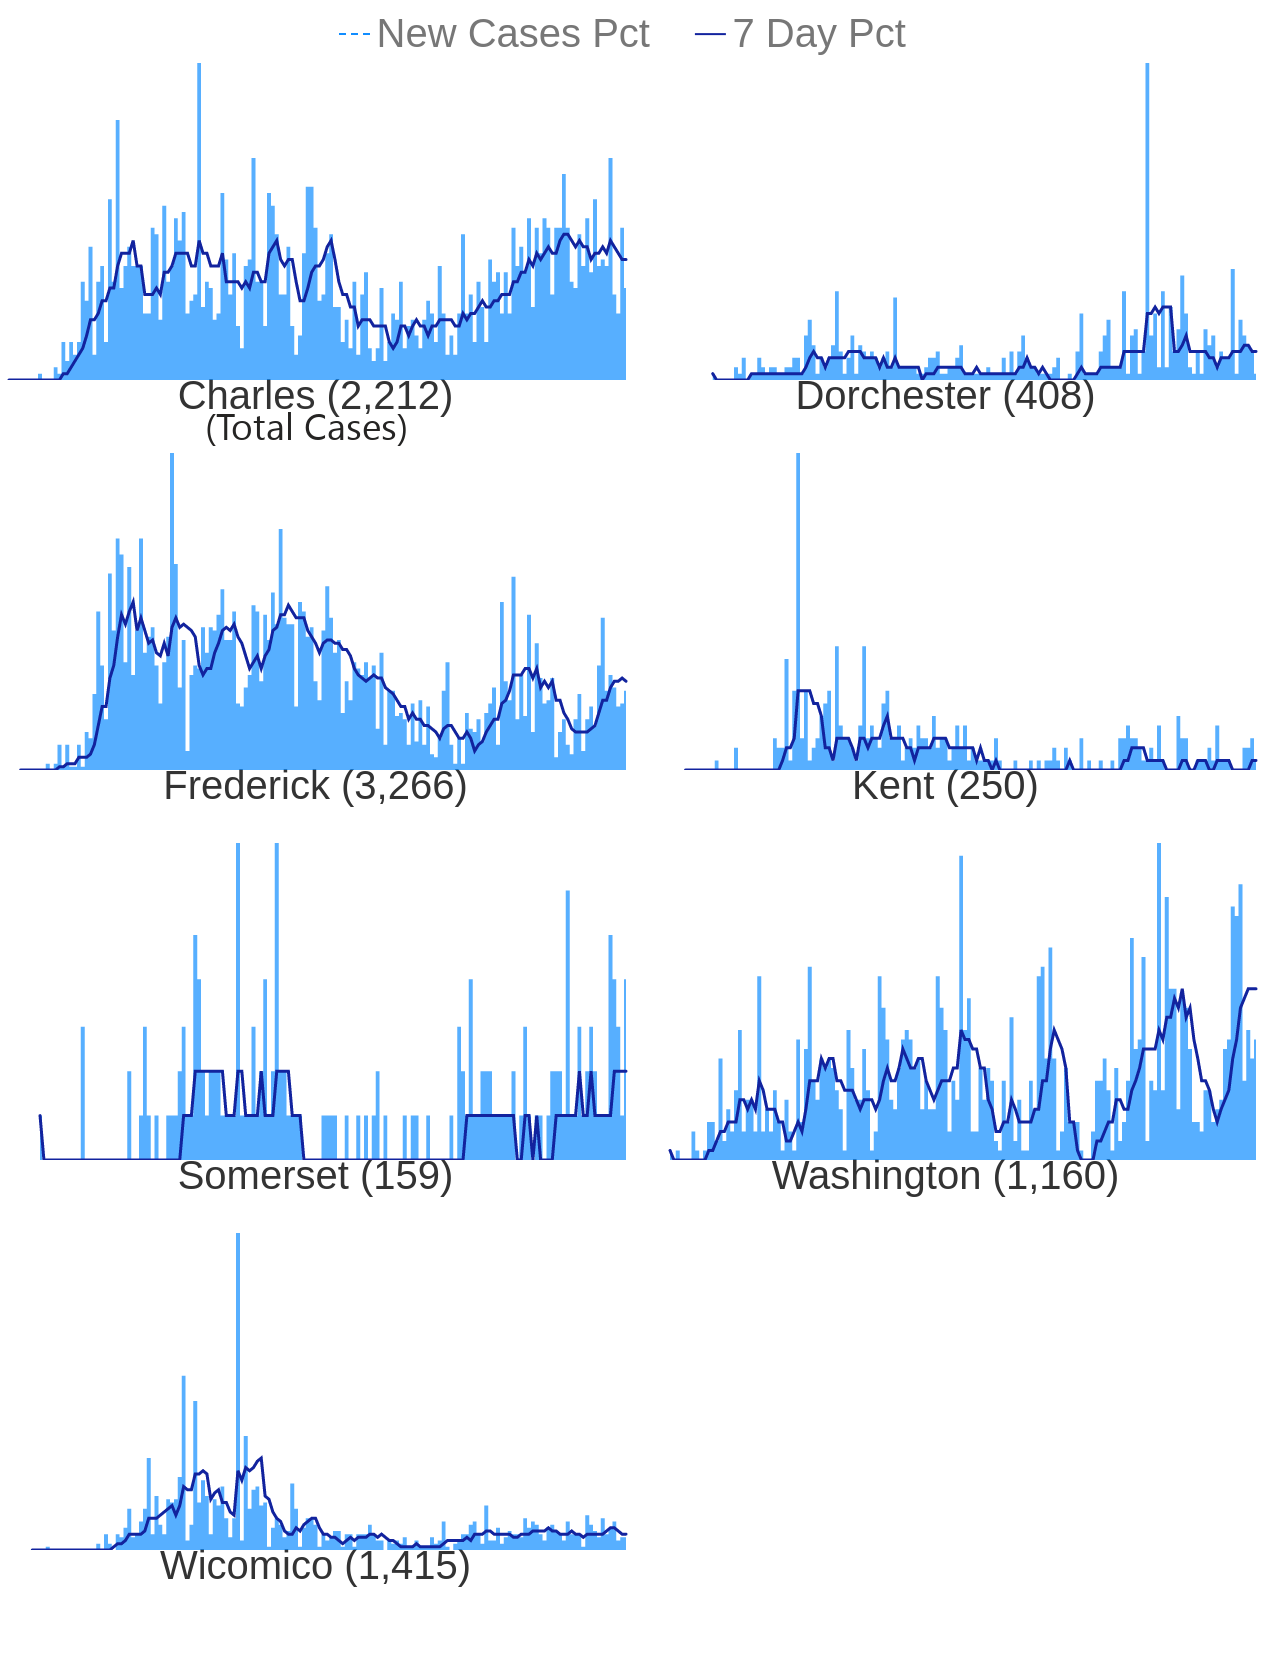 New Cases Pct 7 Day Pct
Charles (2,212) Dorchester (408)
(Total Cases)
Frederick (3,266) Kent (250)
Somerset (159) Washington (1,160)
Wicomico (1,415)